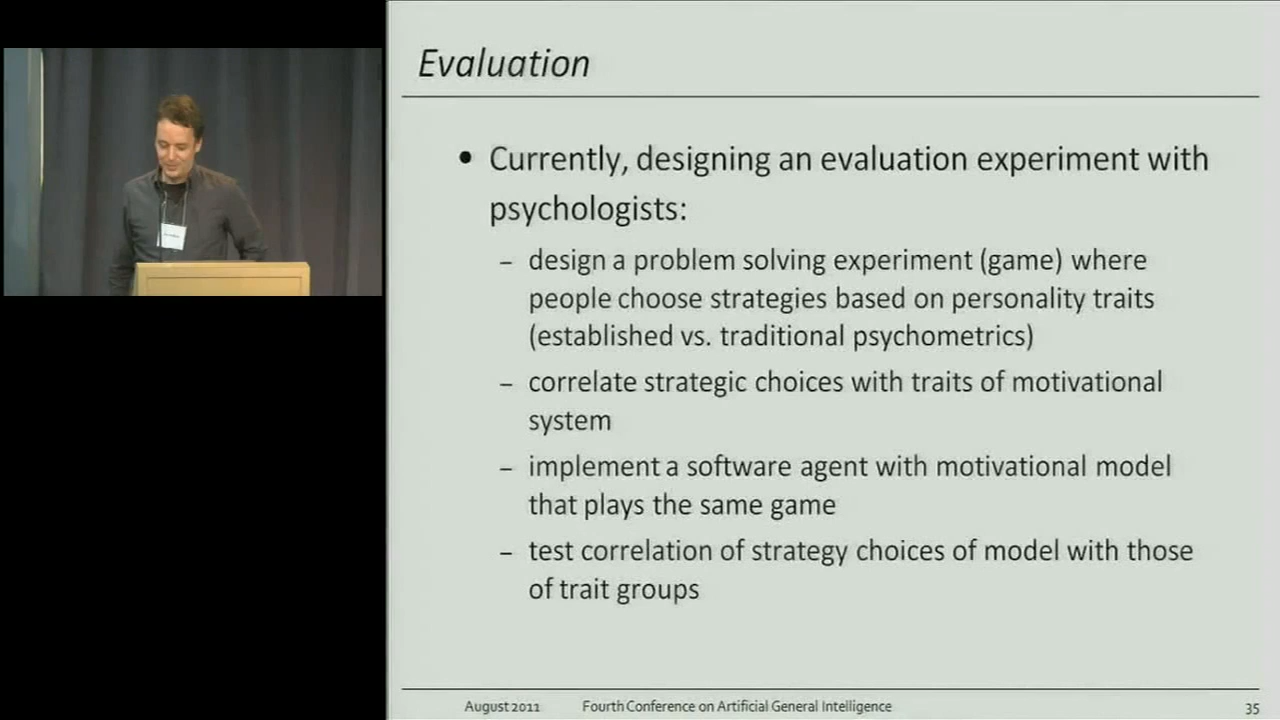 Evaluation
• Currently, designing an evaluation experiment with
psychologists:
– design a problem solving experiment (game) where
people choose strategies based on personality traits
(established vs. traditional psychometrics)
– correlate strategic choices with traits of motivational
system
– implement a software agent with motivational model
that plays the same game
– test correlation of strategy choices of model with those
of trait groups
August 2011 Fourth Conference on Artificial General Intelligence 35